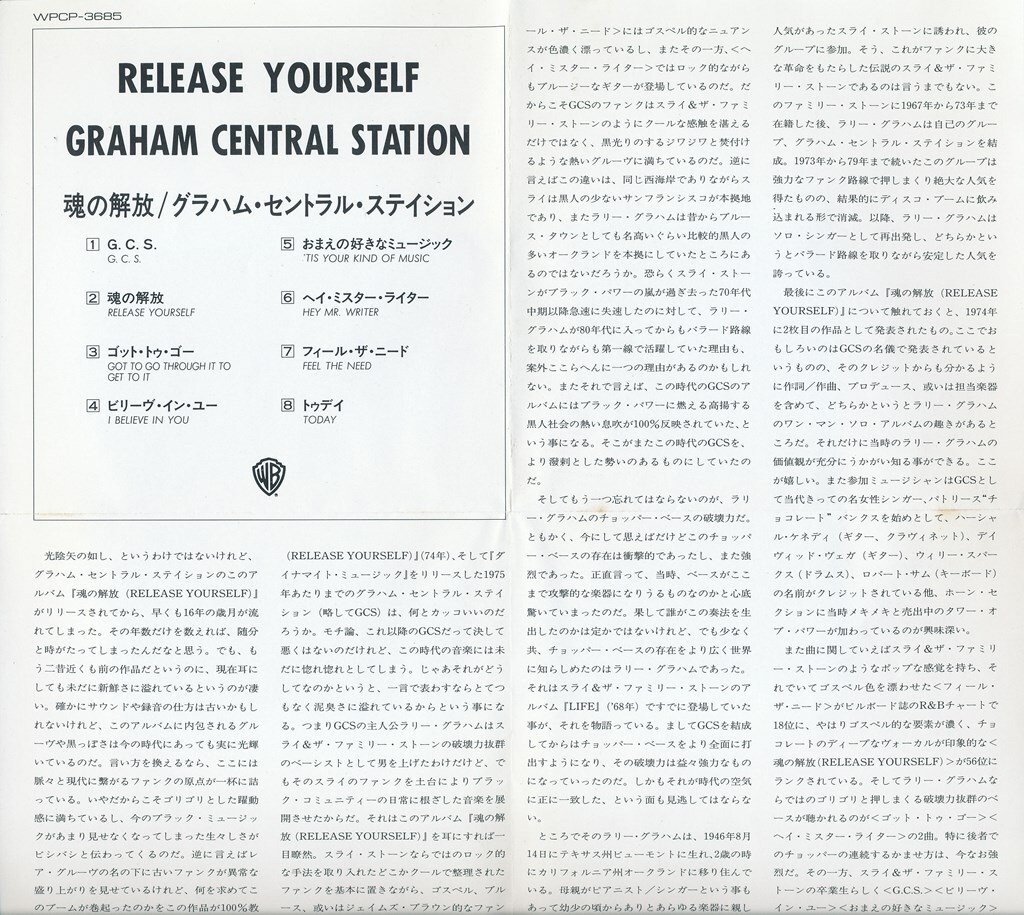 WPCP-3685
RELEASE YOURSELF
GRAHAM CENTRAL STATION
魂の解放/グラハム・セントラル・ステイション
1 G.C.S.
G.C.S.
2 魂の解放
RELEASE YOURSELF
3 ゴット・トゥ・ゴー
GOT TO GO THROUGH IT TO
GET TO IT
4 ビリーヴ・イン・ユー
I BELIEVE IN YOU
5 おまえの好きなミュージック
'TIS YOUR KIND OF MUSIC
6 ヘイ・ミスター・ライター
HEY MR. WRITER
7 フィール・ザ・ニード
FEEL THE NEED
8 トゥデイ
TODAY
WB
光陰矢の如し、というわけではないけれど、
グラハム・セントラル・ステイションのこのア
ルバム『魂の解放（RELEASE YOURSELF）』
がリリースされてから、早くも16年の歳月が流
れてしまった。その年数だけを数えれば、随分
と時がたってしまったんだなと思う。でも、も
う二昔近くも前の作品だというのに、現在耳に
しても未だに新鮮さに溢れているというのが凄
い。確かにサウンドや録音の仕方は古いかもし
れないけれど、このアルバムに内包されるグルー
ヴや黒っぽさは今の時代にあっても実に光輝
いているのだ。言い方を換えるなら、ここには
脈々と現代に繫がるファンクの原点が一杯に詰
っている。いやだからこそゴリゴリとした躍動
感に満ちているし、今のブラック・ミュージッ
クがあまり見せなくなってしまった生々しさが
ビシバシと伝わってくるのだ。逆に言えばレ
ア・グルーヴの名の下に古いファンクが異常な
盛り上がりを見せているけれど、何を求めてこ
のブームが巻起ったのかをこの作品が100％教
（RELEASE YOURSELF）』（74年）、そして『ダ
イナマイト・ミュージック』をリリースした1975
年あたりまでのグラハム・セントラル・ステイ
ション（略してGCS）は、何とカッコいいのだ
ろうか。モチ論、これ以降のGCSだって決して
悪くはないのだけれど、この時代の音楽には未
だに惚れ惚れとしてしまう。じゃあそれがどう
してなのかというと、一言で表わすならとてつ
もなく泥臭さに溢れているからという事にな
る。つまりGCSの主人公ラリー・グラハムはス
ライ&ザ・ファミリー・ストーンの破壊力抜群
のベーシストとして男を上げたわけだけど、で
もそのスライのファンクを土台によりブラッ
ク・コミュニティーの日常に根ざした音楽を展
開させたからだ。それはこのアルバム『魂の解
放（RELEASE YOURSELF）』を耳にすれば一
目瞭然。スライ・ストーンならではのロック的
な手法を取り入れたどこかクールで整理された
ファンクを基本に置きながら、ゴスペル、ブル
ース、或いはジェイムズ・ブラウン的なファン
ール・ザ・ニード>にはゴスペル的なニュアン
スが色濃く漂っているし、またその一方、<ヘ
イ・ミスター・ライター>ではロック的ながら
もブルージーなギターが登場しているのだ。だ
からこそGCSのファンクはスライ&ザ・ファミ
リー・ストーンのようにクールな感触を湛える
だけではなく、黒光りのするジワジワと焚付け
るような熱いグルーヴに満ちているのだ。逆に
言えばこの違いは、同じ西海岸でありながらス
ライは黒人の少ないサンフランシスコが本拠地
であり、またラリー・グラハムは昔からブルー
ス・タウンとしても名高いぐらい比較的黒人の
多いオークランドを本拠にしていたところにあ
るのではないだろうか。恐らくスライ・ストー
ンがブラック・パワーの嵐が過ぎ去った70年代
中期以降急速に失速したのに対して、ラリー・
グラハムが80年代に入ってからもバラード路線
を取りながらも第一線で活躍していた理由も、
案外ここらへんに一つの理由があるのかもしれ
ない。またそれで言えば、この時代のGCSのア
ルバムにはブラック・パワーに燃える高揚する
黒人社会の熱い息吹が100％反映されていた、と
いう事になる。そこがまたこの時代のGCSを、
より潑剌とした勢いのあるものにしていたの
だ。
そしてもう一つ忘れてはならないのが、ラリ
ー・グラハムのチョッパー・ベースの破壊力だ。
ともかく、今にして思えばだけどこのチョッパ
ー・ベースの存在は衝撃的であったし、また強
烈であった。正直言って、当時、ベースがここ
まで攻撃的な楽器になりうるものなのかと心底
驚いていまったのだ。果して誰がこの奏法を生
出したのかは定かではないけれど、でも少なく
共、チョッパー・ベースの存在をより広く世界
に知らしめたのはラリー・グラハムであった。
それはスライ&ザ・ファミリー・ストーンのア
ルバム『LIFE』（'68年）ですでに登場していた
事が、それを物語っている。ましてGCSを結成
してからはチョッパー・ベースをより全面に打
出すようになり、その破壊力は益々強力なもの
になっていったのだ。しかもそれが時代の空気
に正に一致した、という面も見逃してはならな
い。
ところでそのラリー・グラハムは、1946年8月
14日にテキサス州ビューモントに生れ、2歳の時
にカリフォルニア州オークランドに移り住んで
いる。母親がピアニスト／シンガーという事も
あって幼少の頃からありとあらゆる楽器に親し
人気があったスライ・ストーンに誘われ、彼の
グループに参加。そう、これがファンクに大き
な革命をもたらした伝説のスライ&ザ・ファミ
リー・ストーンであるのは言うまでもない。こ
のファミリー・ストーンに1967年から73年まで
在籍した後、ラリー・グラハムは自己のグルー
プ、グラハム・セントラル・ステイションを結
成。1973年から79年まで続いたこのグループは
強力なファンク路線で押しまくり絶大な人気を
得たものの、結果的にディスコ・ブームに飲み
込まれる形で消滅。以降、ラリー・グラハムは
ソロ・シンガーとして再出発し、どちらかとい
うとバラード路線を取りながら安定した人気を
誇っている。
最後にこのアルバム『魂の解放（RELEASE
YOURSELF）』について触れておくと、1974年
に2枚目の作品として発表されたもの。ここでお
もしろいのはGCSの名儀で発表されていると
いうものの、そのクレジットからも分かるよう
に作詞／作曲、プロデュース、或いは担当楽器
を含めて、どちらかというとラリー・グラハム
のワン・マン・ソロ・アルバムの趣きがあると
ころだ。それだけに当時のラリー・グラハムの
価値観が充分にうかがい知る事ができる。ここ
が嬉しい。また参加ミュージシャンはGCSとし
て当代きっての名女性シンガー、パトリース“チ
ョコレート”バンクスを始めとして、ハーシャ
ル・ケネディ（ギター、クラヴィネット）、デイ
ヴィッド・ヴェガ（ギター）、ウィリー・スパー
クス（ドラムス）、ロバート・サム（キーボード）
の名前がクレジットされている他、ホーン・セ
クションに当時メキメキと売出中のタワー・オ
ブ・パワーが加わっているのが興味深い。
また曲に関していえばスライ&ザ・ファミリ
ー・ストーンのようなポップな感覚を持ち、そ
れでいてゴスペル色を漂わせた<フィール・
ザ・ニード>がビルボード誌のR&Bチャートで
18位に、やはりゴスペル的な要素が濃く、チョ
コレートのディープなヴォーカルが印象的な<
魂の解放（RELEASE YOURSELF）>が56位に
ランクされている。そしてラリー・グラハムな
らではのゴリゴリと押しまくる破壊力抜群のベ
ースが聴かれるのが<ゴット・トゥ・ゴー>
<ヘイ・ミスター・ライター>の2曲。特に後者で
のチョッパーの連続するかませ方は、今なお強
烈だ。その一方、スライ&ザ・ファミリー・ス
トーンの卒業生らしく<G.C.S.><ビリーヴ・
イン・ユー><おまえの好きなミュージック>